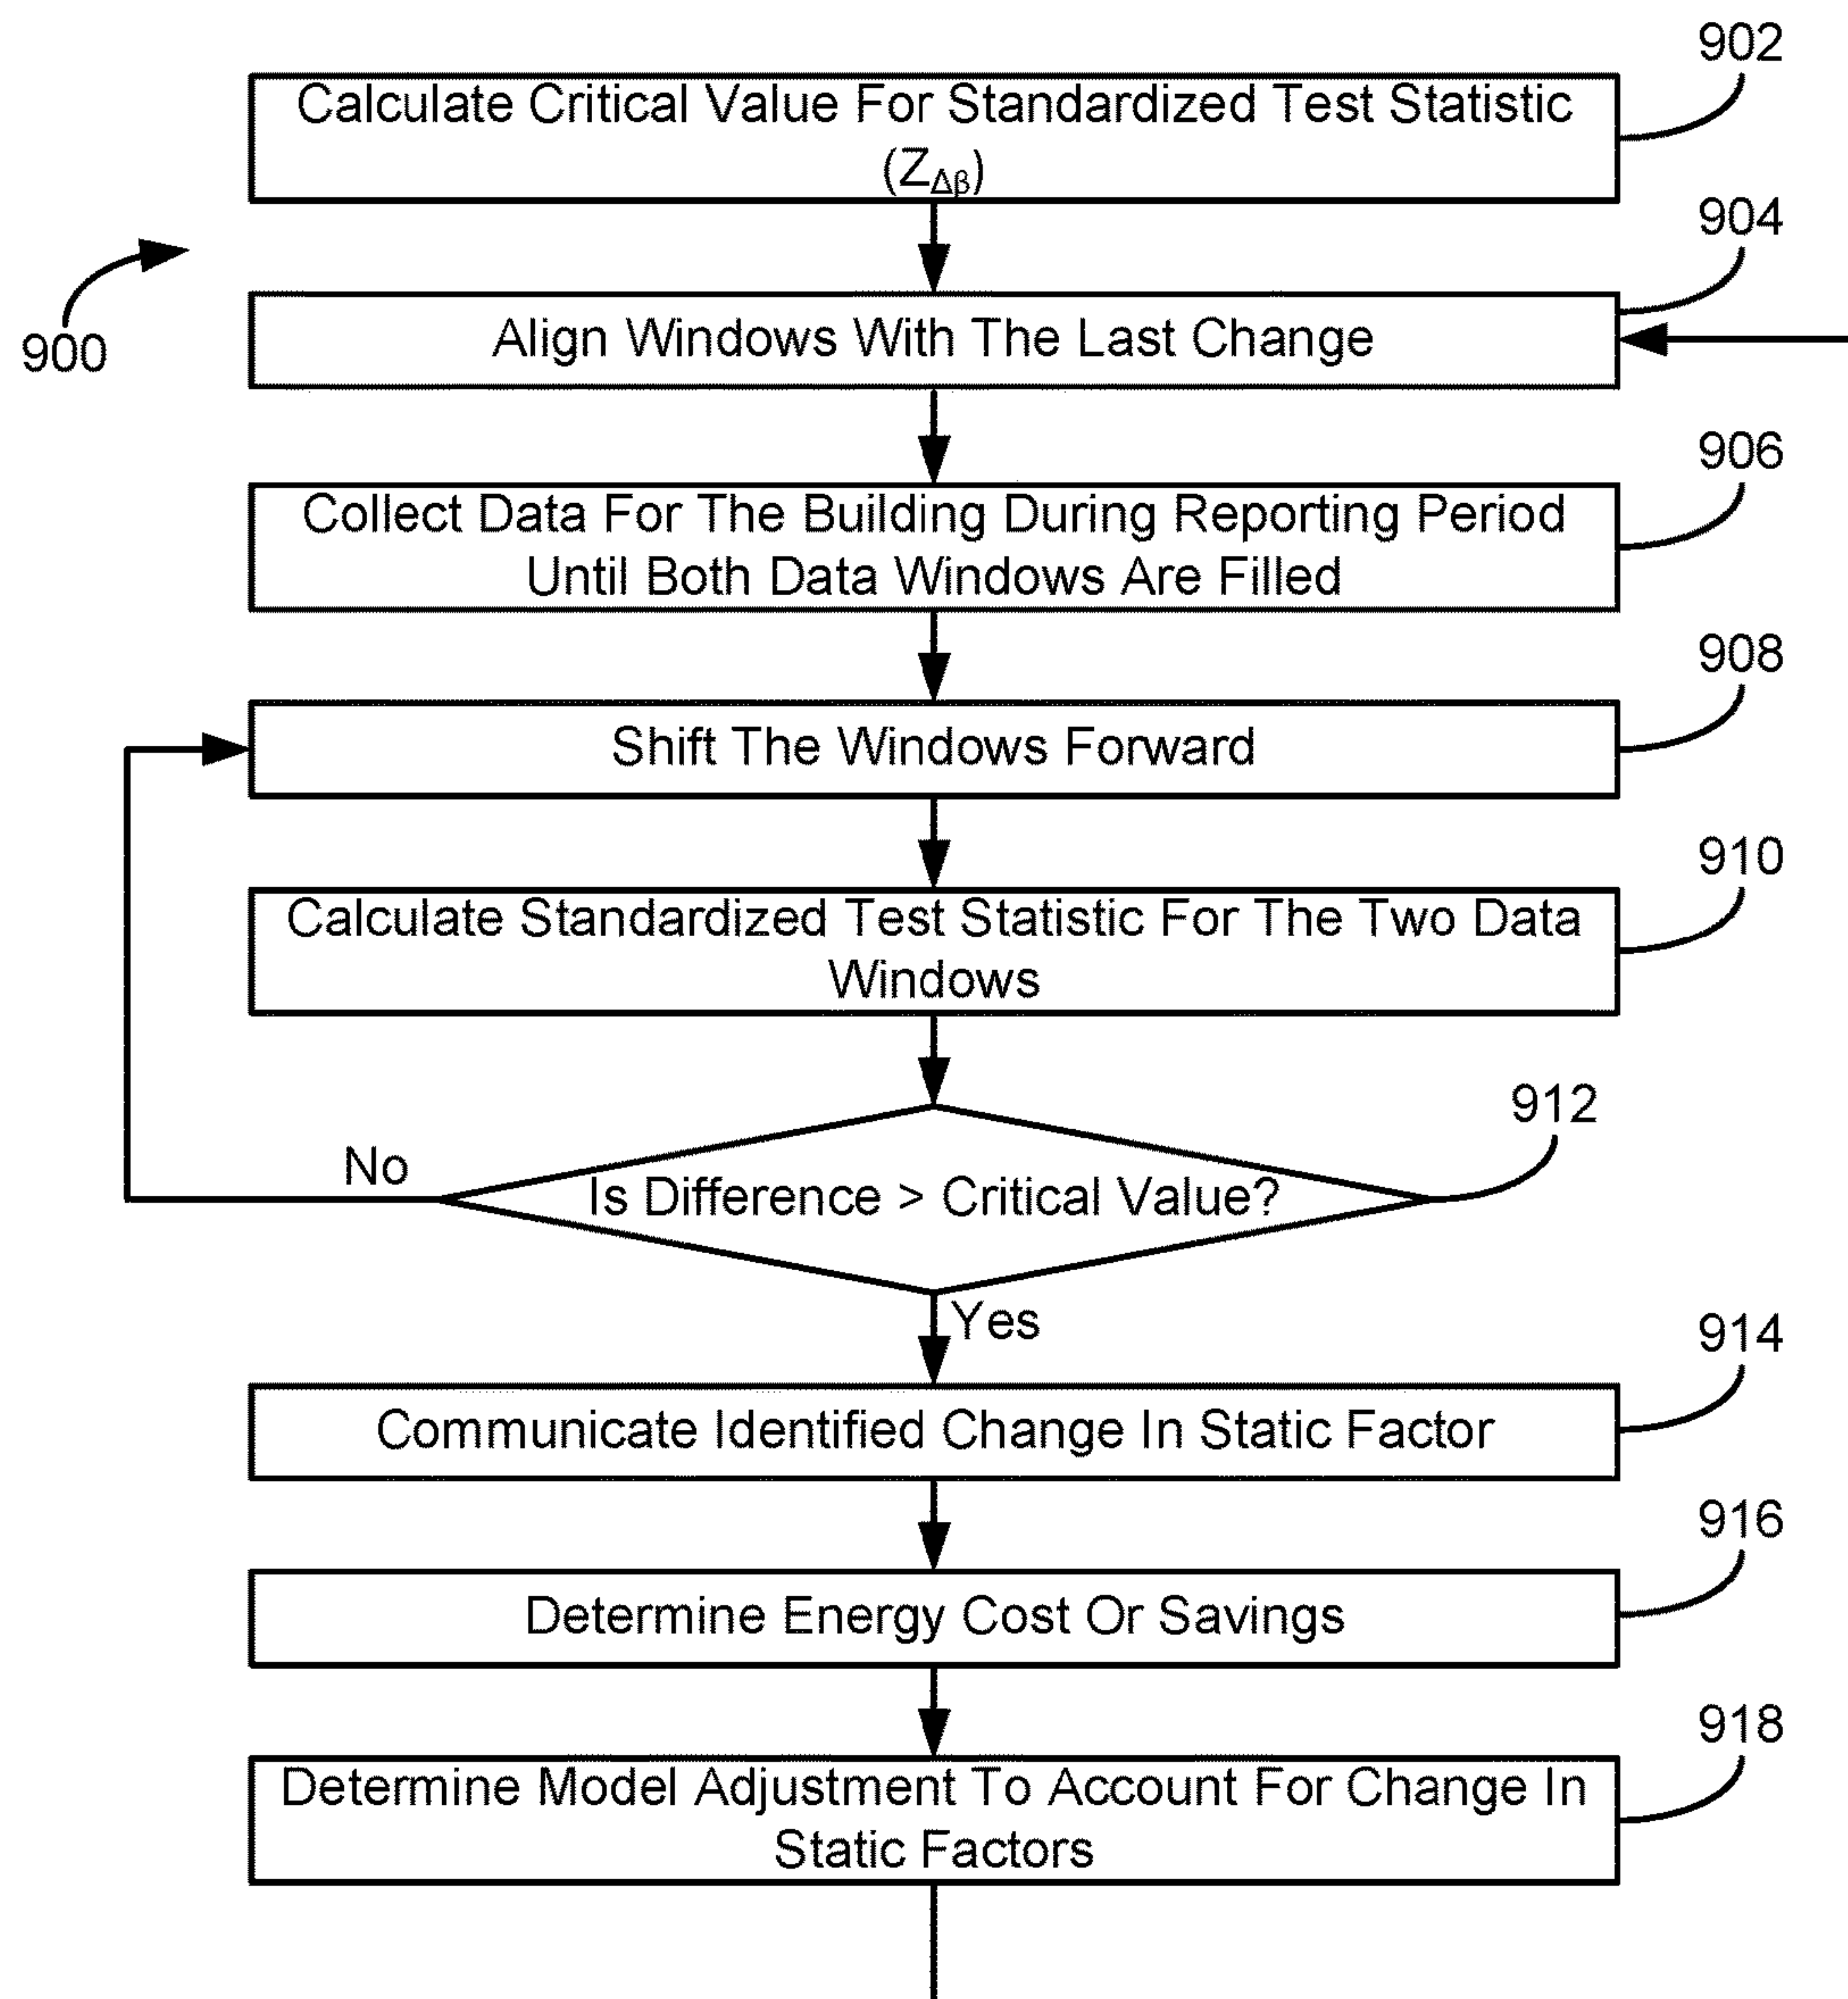 902
Calculate Critical Value For Standardized Test Statistic
(ZΔβ)
904
900
Align Windows With The Last Change
906
Collect Data For The Building During Reporting Period
Until Both Data Windows Are Filled
908
Shift The Windows Forward
910
Calculate Standardized Test Statistic For The Two Data
Windows
912
No
Is Difference > Critical Value?
Yes
914
Communicate Identified Change In Static Factor
916
Determine Energy Cost Or Savings
918
Determine Model Adjustment To Account For Change In
Static Factors